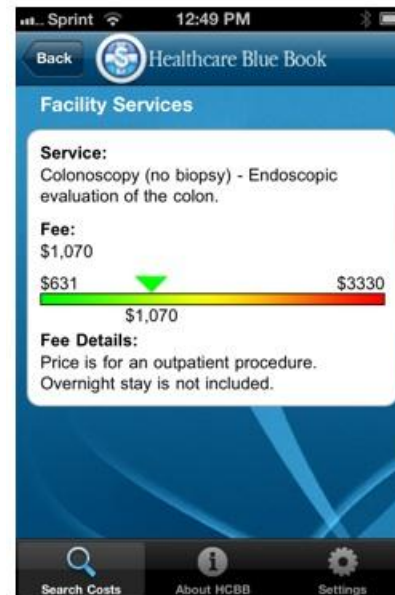 Sprint 12:49 PM
Back Healthcare Blue Book
Facility Services
Service:
Colonoscopy (no biopsy) - Endoscopic
evaluation of the colon.
Fee:
$1,070
$631 $3330
$1,070
Fee Details:
Price is for an outpatient procedure.
Overnight stay is not included.
Search Costs About HCBB Settings